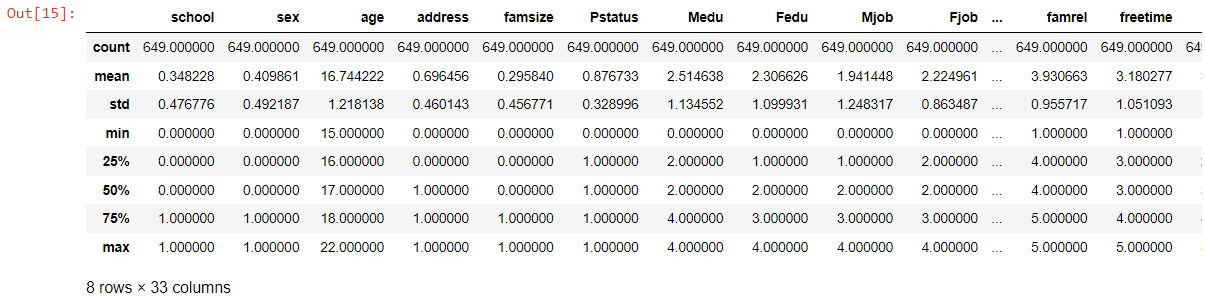 Out[15]:
school sex age address famsize Pstatus Medu Fedu Mjob Fjob ... famrel freetime
count 649.000000 649.000000 649.000000 649.000000 649.000000 649.000000 649.000000 649.000000 649.000000 649.000000 ... 649.000000 649.000000
mean 0.348228 0.409861 16.744222 0.696456 0.295840 0.876733 2.514638 2.306626 1.941448 2.224961 ... 3.930663 3.180277
std 0.476776 0.492187 1.218138 0.460143 0.456771 0.328996 1.134552 1.099931 1.248317 0.863487 ... 0.955717 1.051093
min 0.000000 0.000000 15.000000 0.000000 0.000000 0.000000 0.000000 0.000000 0.000000 0.000000 ... 1.000000 1.000000
25% 0.000000 0.000000 16.000000 0.000000 0.000000 1.000000 2.000000 1.000000 1.000000 2.000000 ... 4.000000 3.000000
50% 0.000000 0.000000 17.000000 1.000000 0.000000 1.000000 2.000000 2.000000 2.000000 2.000000 ... 4.000000 3.000000
75% 1.000000 1.000000 18.000000 1.000000 1.000000 1.000000 4.000000 3.000000 3.000000 3.000000 ... 5.000000 4.000000
max 1.000000 1.000000 22.000000 1.000000 1.000000 1.000000 4.000000 4.000000 4.000000 4.000000 ... 5.000000 5.000000
8 rows × 33 columns